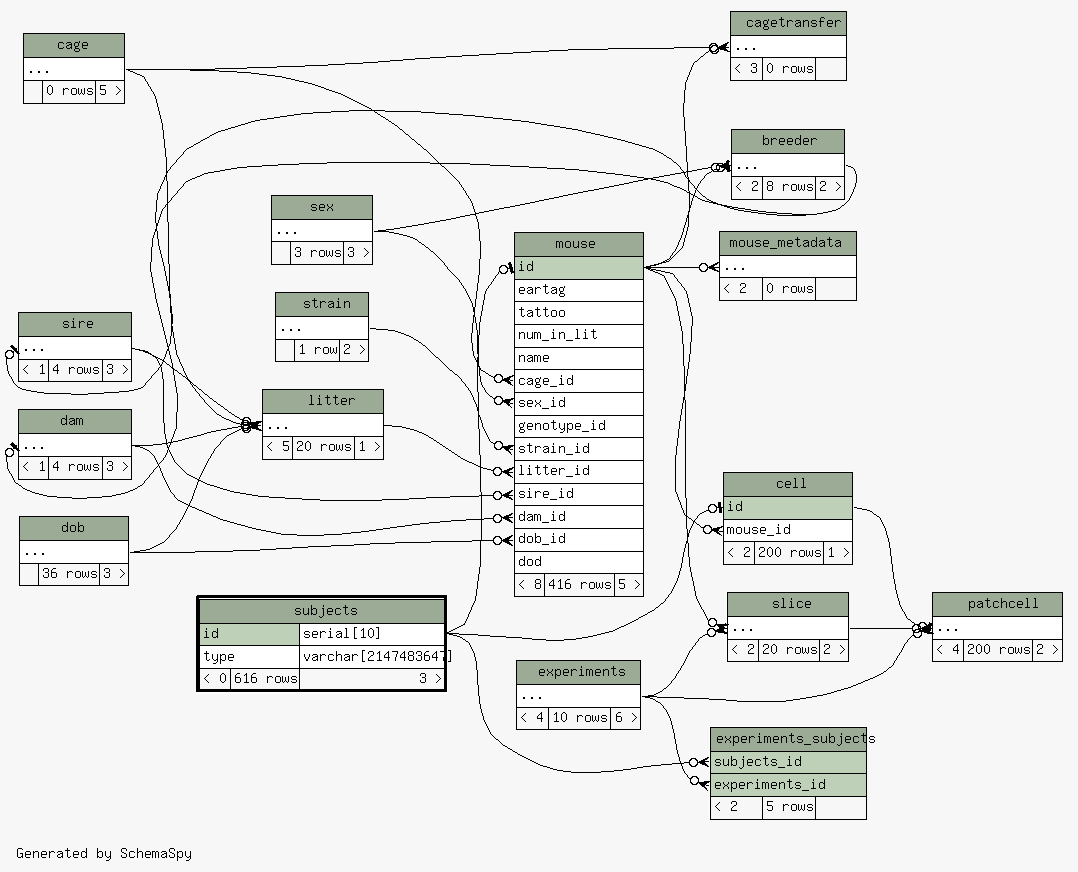 cage
...
0 rows 5 >
cagetransfer
...
< 3 0 rows
breeder
...
< 2 8 rows 2 >
sex
...
3 rows 3 >
mouse_metadata
...
< 2 0 rows
mouse
id
eartag
tattoo
num_in_lit
name
cage_id
sex_id
genotype_id
strain_id
litter_id
sire_id
dam_id
dob_id
dod
< 8 416 rows 5 >
strain
...
1 row 2 >
sire
...
< 1 4 rows 3 >
litter
...
< 5 20 rows 1 >
dam
...
< 1 4 rows 3 >
dob
...
36 rows 3 >
cell
id
mouse_id
< 2 200 rows 1 >
slice
...
< 2 20 rows 2 >
patchcell
...
< 4 200 rows 2 >
subjects
id serial[10]
type varchar[2147483647]
< 0 616 rows 3 >
experiments
...
< 4 10 rows 6 >
experiments_subjects
subjects_id
experiments_id
< 2 5 rows
Generated by SchemaSpy